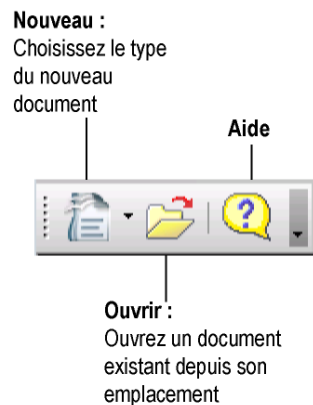 Nouveau :
Choisissez le type
du nouveau
document
Aide
?
Ouvrir :
Ouvrez un document
existant depuis son
emplacement